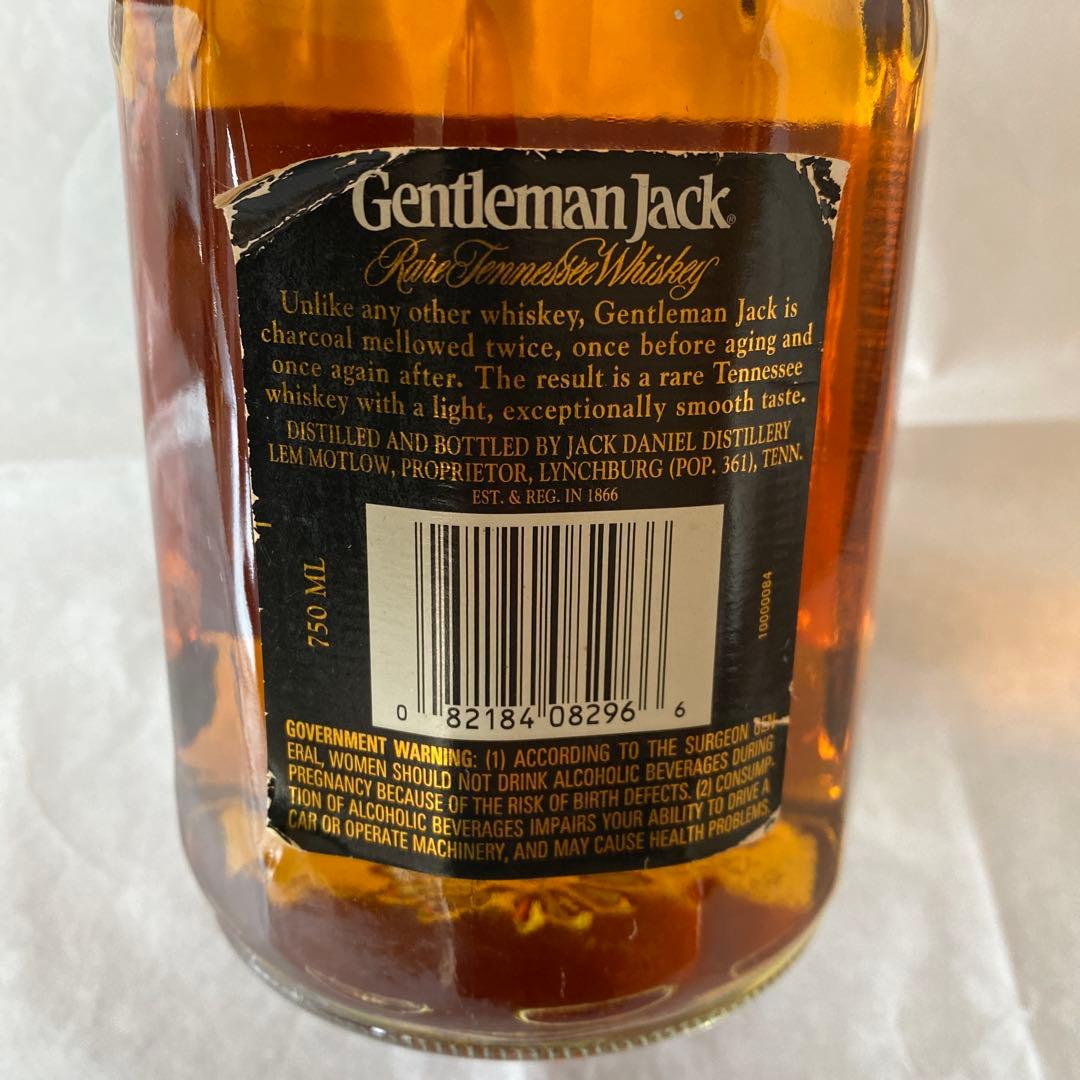 Gentleman Jack®
Rare Tennessee Whiskey
Unlike any other whiskey, Gentleman Jack is
charcoal mellowed twice, once before aging and
once again after. The result is a rare Tennessee
whiskey with a light, exceptionally smooth taste.
DISTILLED AND BOTTLED BY JACK DANIEL DISTILLERY
LEM MOTLOW, PROPRIETOR, LYNCHBURG (POP. 361), TENN.
EST. & REG. IN 1866
750 ML
10000084
0 82184 08296 6
GOVERNMENT WARNING: (1) ACCORDING TO THE SURGEON GEN-
ERAL, WOMEN SHOULD NOT DRINK ALCOHOLIC BEVERAGES DURING
PREGNANCY BECAUSE OF THE RISK OF BIRTH DEFECTS. (2) CONSUMP-
TION OF ALCOHOLIC BEVERAGES IMPAIRS YOUR ABILITY TO DRIVE A
CAR OR OPERATE MACHINERY, AND MAY CAUSE HEALTH PROBLEMS.